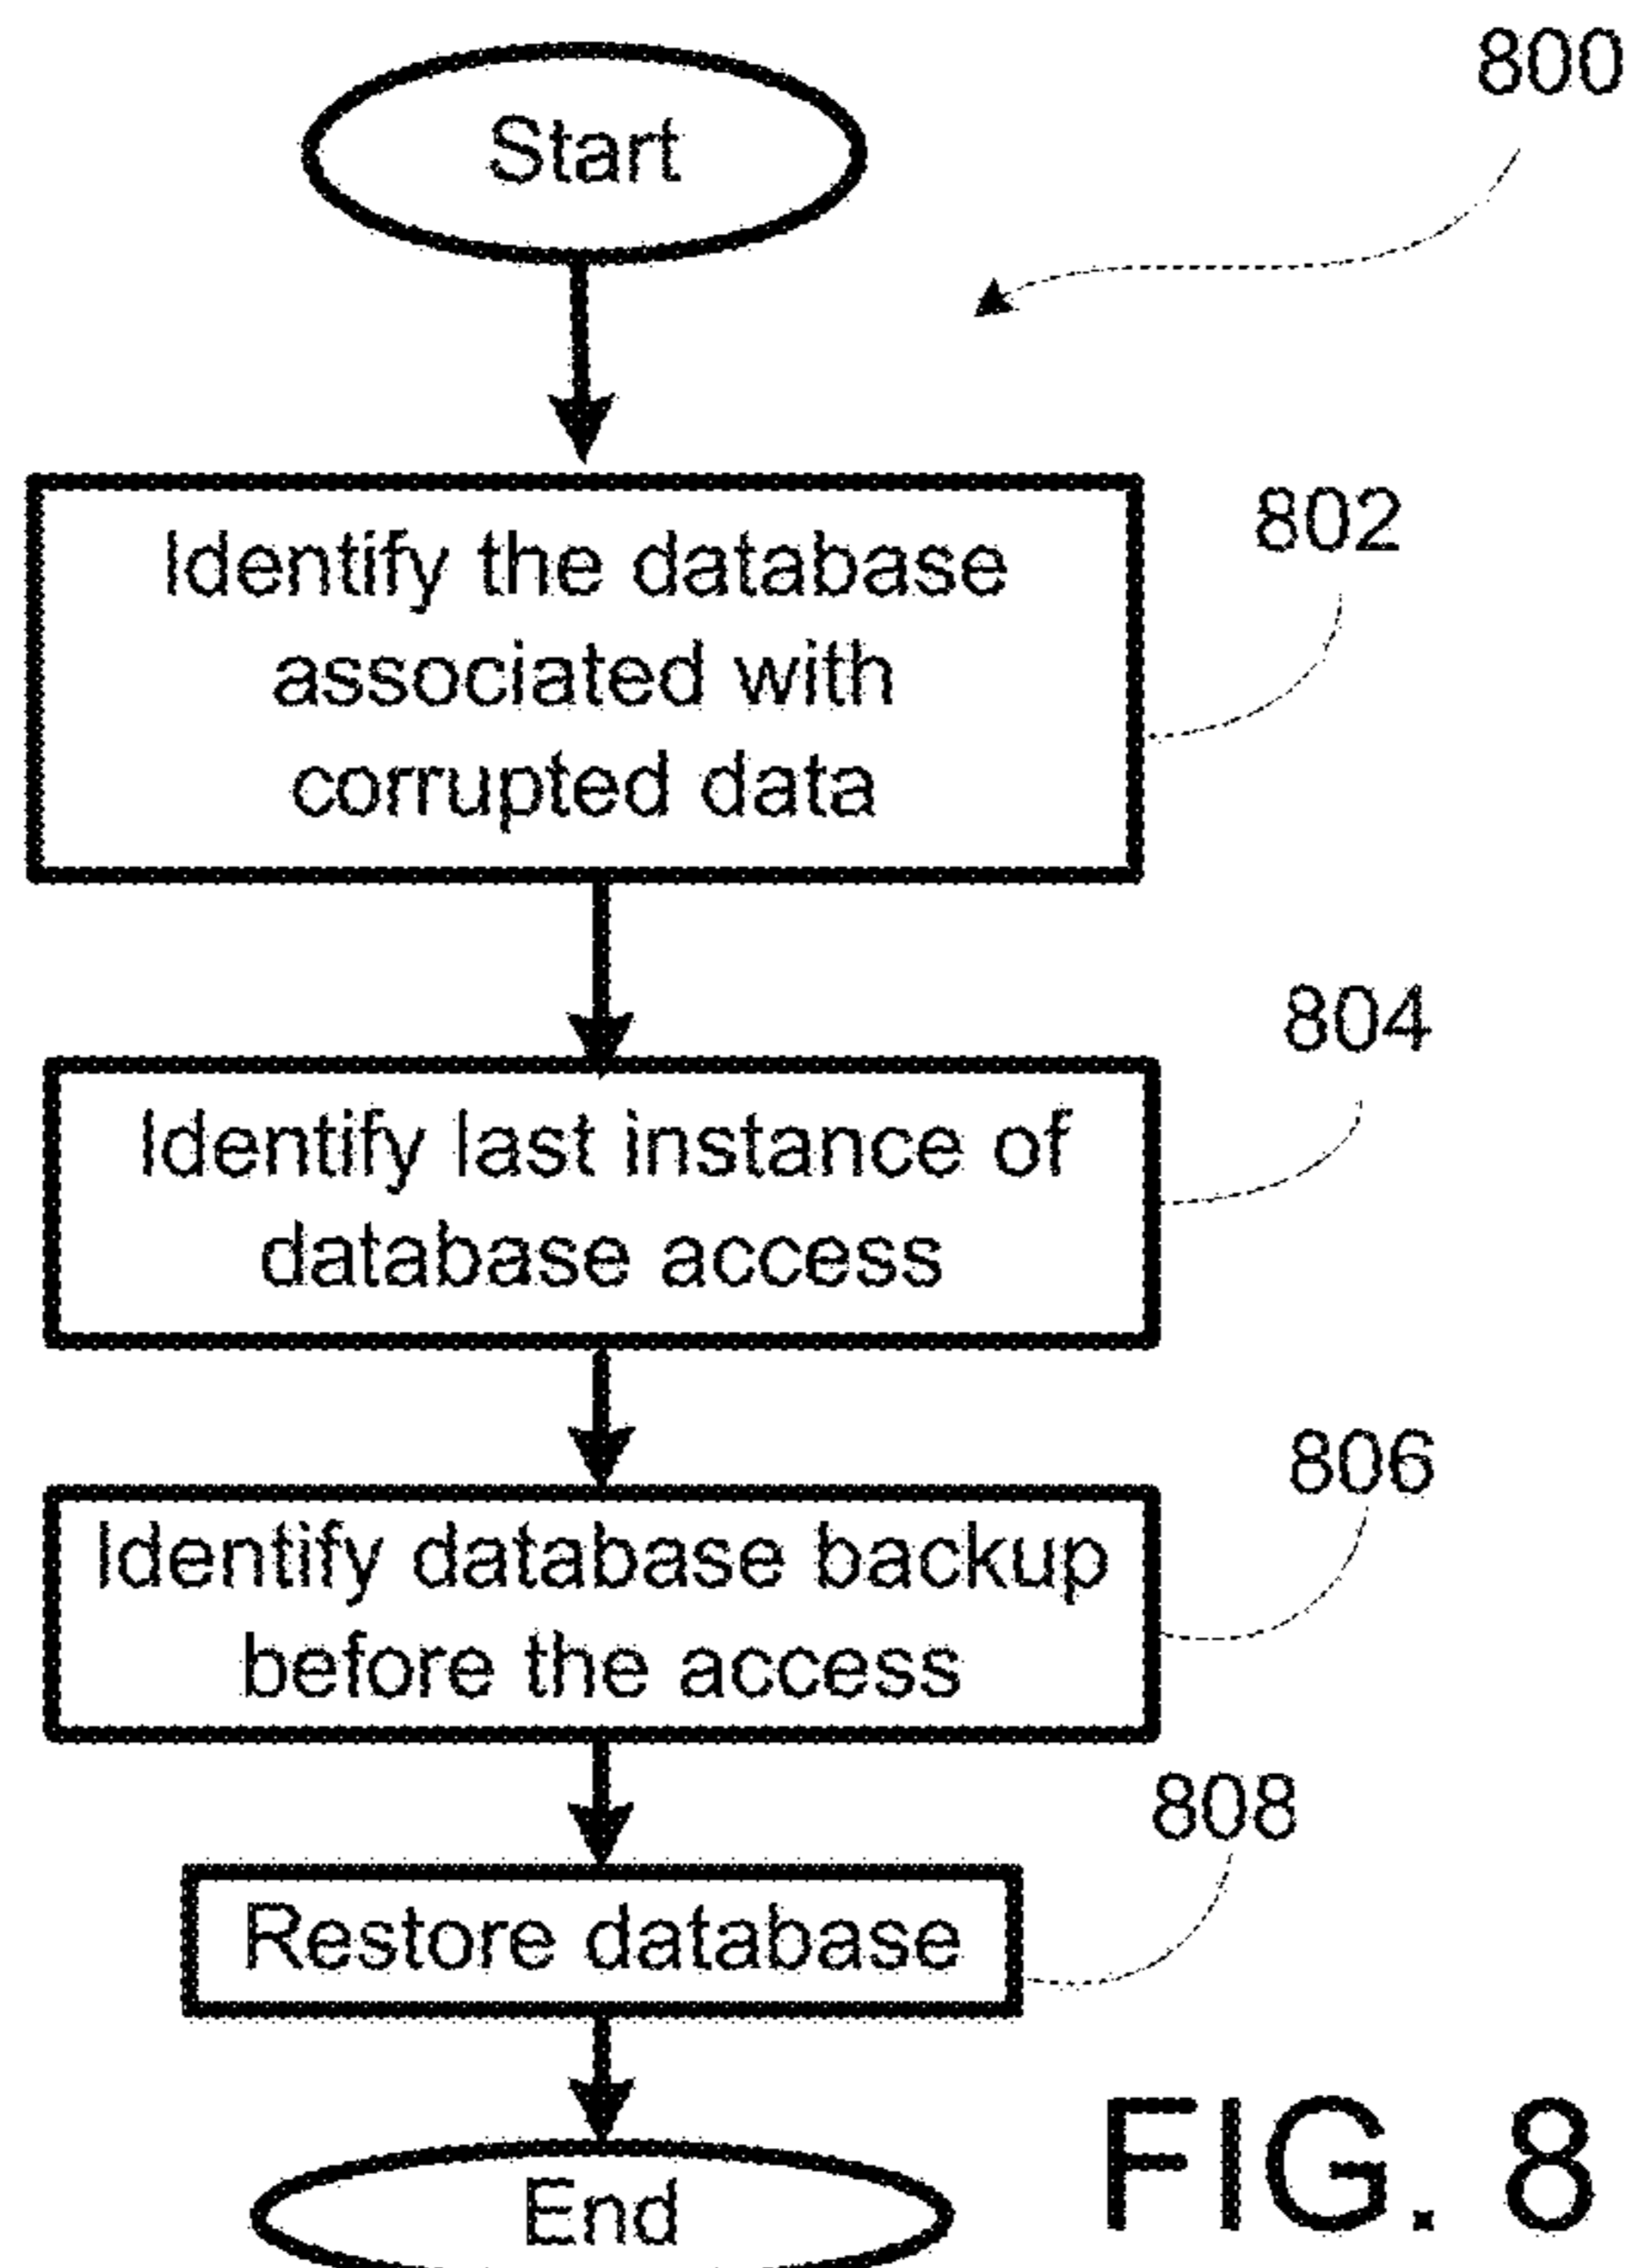 800
Start
802
Identify the database
associated with
corrupted data
804
Identify last instance of
database access
806
Identify database backup
before the access
808
Restore database
End
FIG. 8